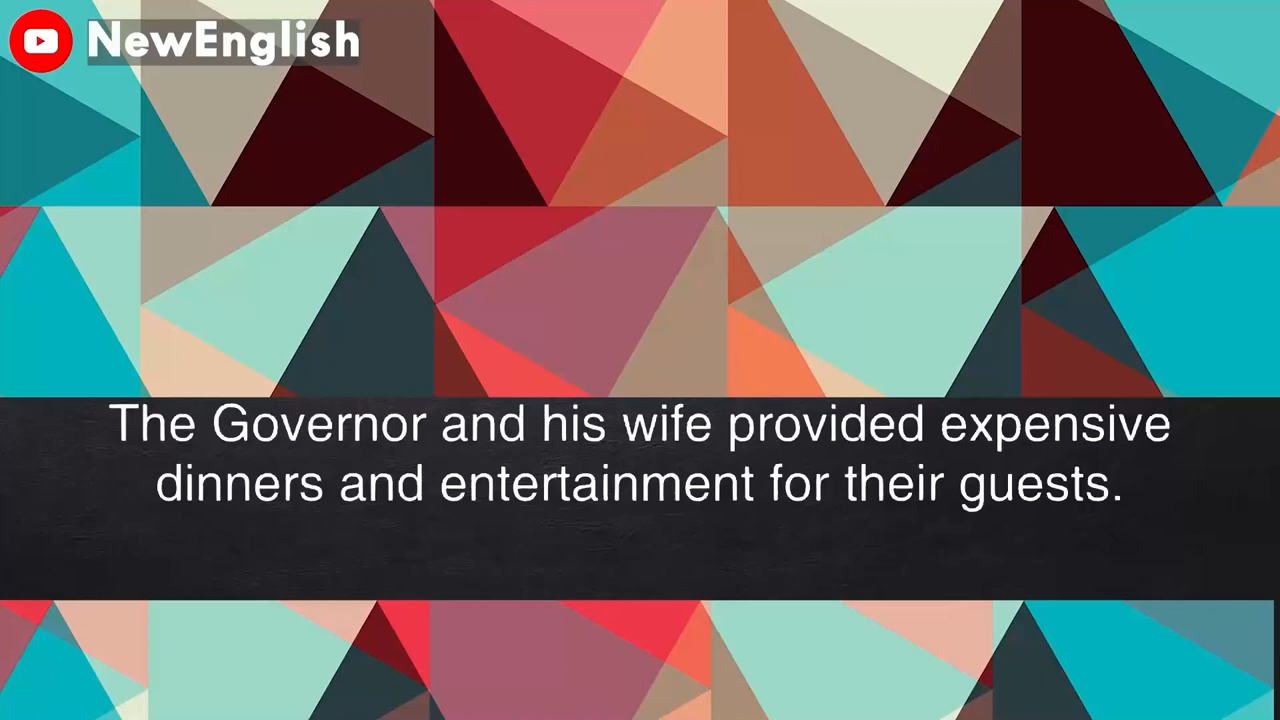 NewEnglish
The Governor and his wife provided expensive
dinners and entertainment for their guests.